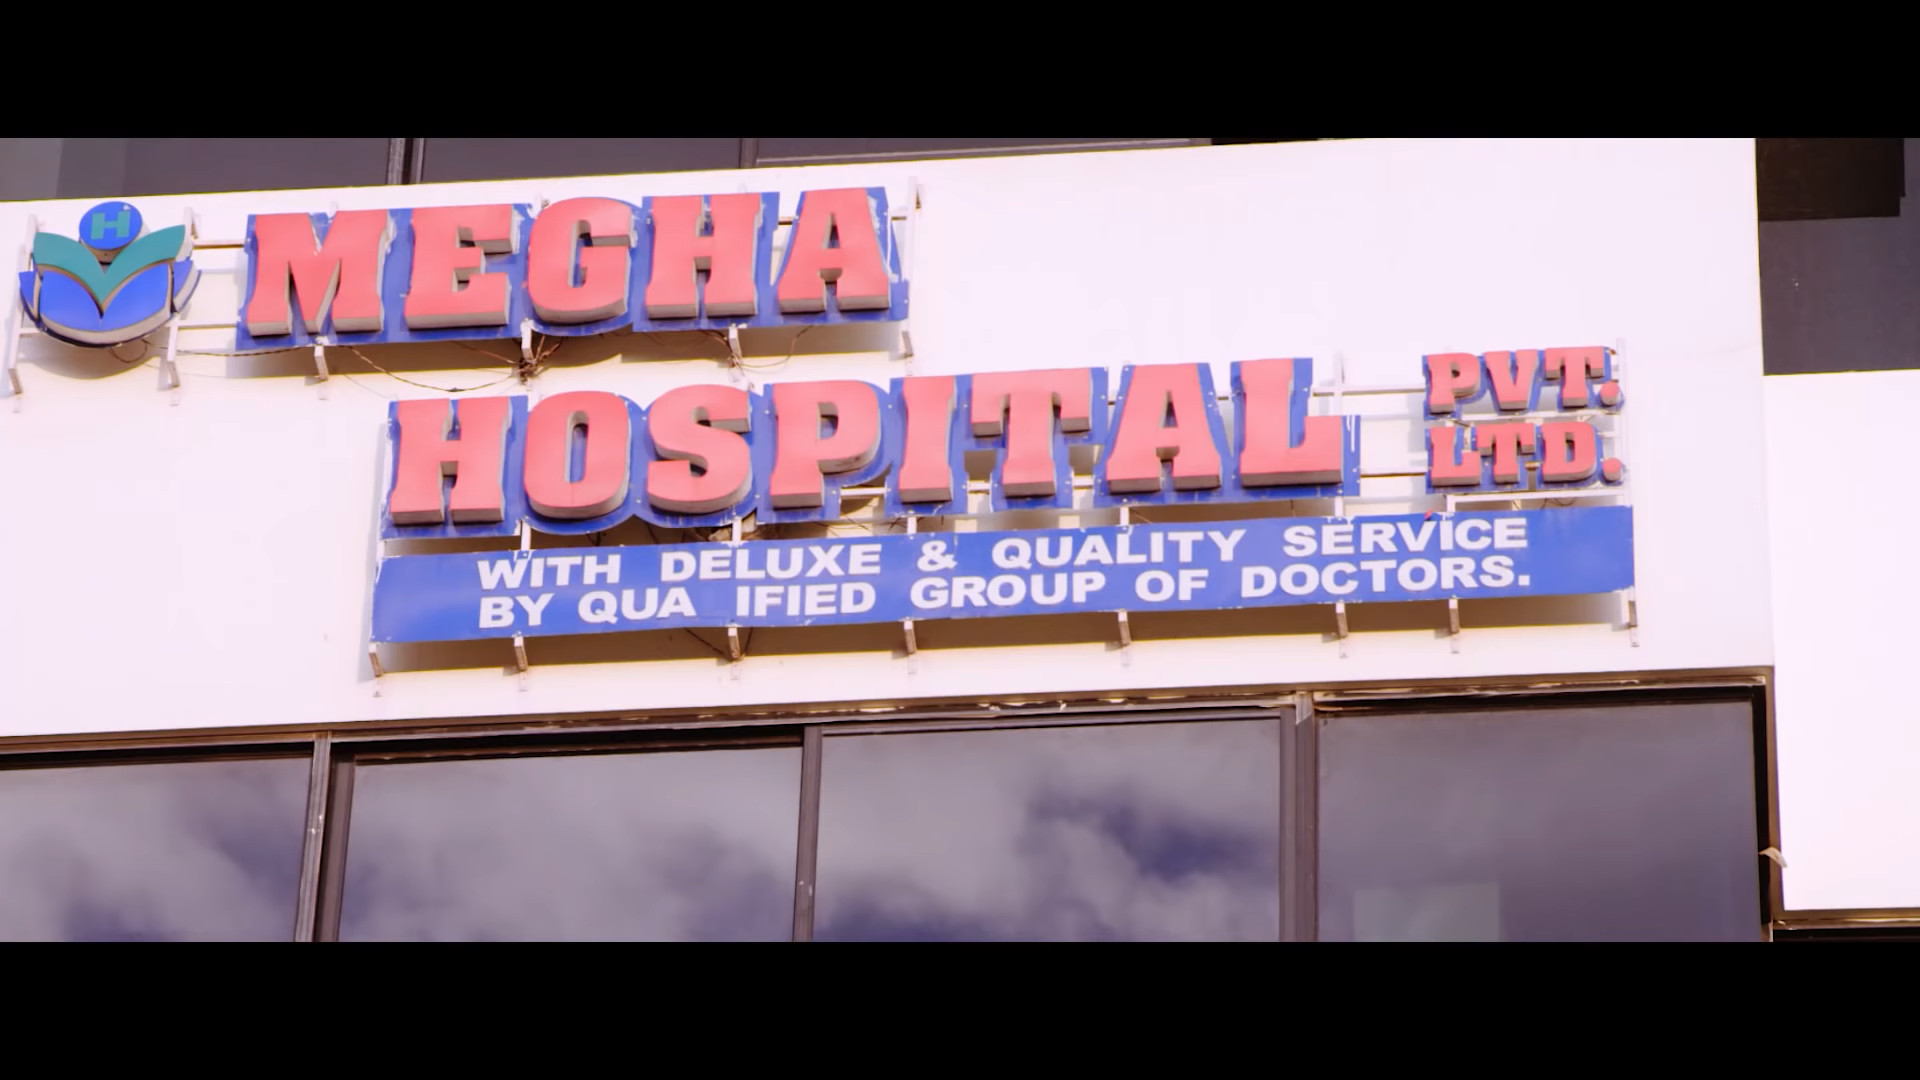 H
MEGHA
HOSPITAL PVT. LTD.
WITH DELUXE & QUALITY SERVICE
BY QUA IFIED GROUP OF DOCTORS.